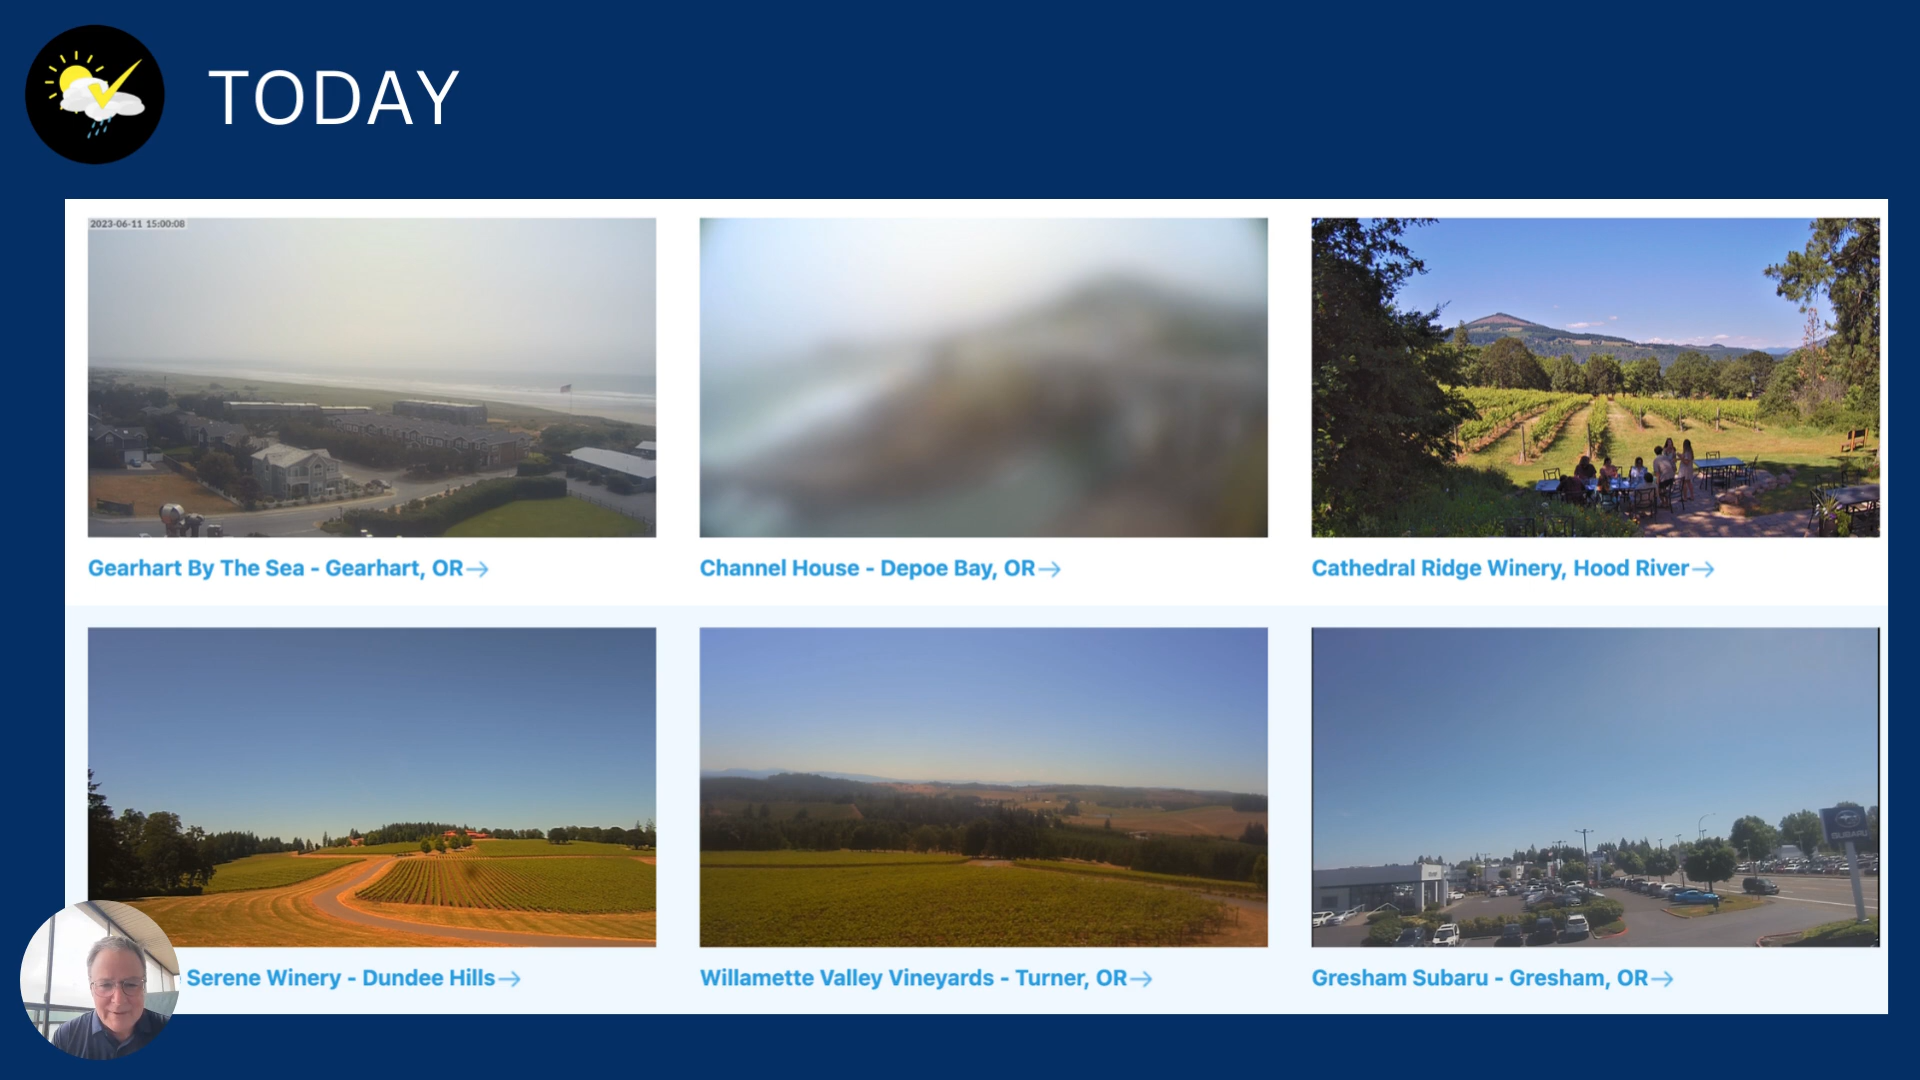 TODAY
2023-06-11 15:00:08
Gearhart By The Sea - Gearhart, OR→
Channel House - Depoe Bay, OR→
Cathedral Ridge Winery, Hood River→
Serene Winery - Dundee Hills→
Willamette Valley Vineyards - Turner, OR→
SUBARU
Gresham Subaru - Gresham, OR→